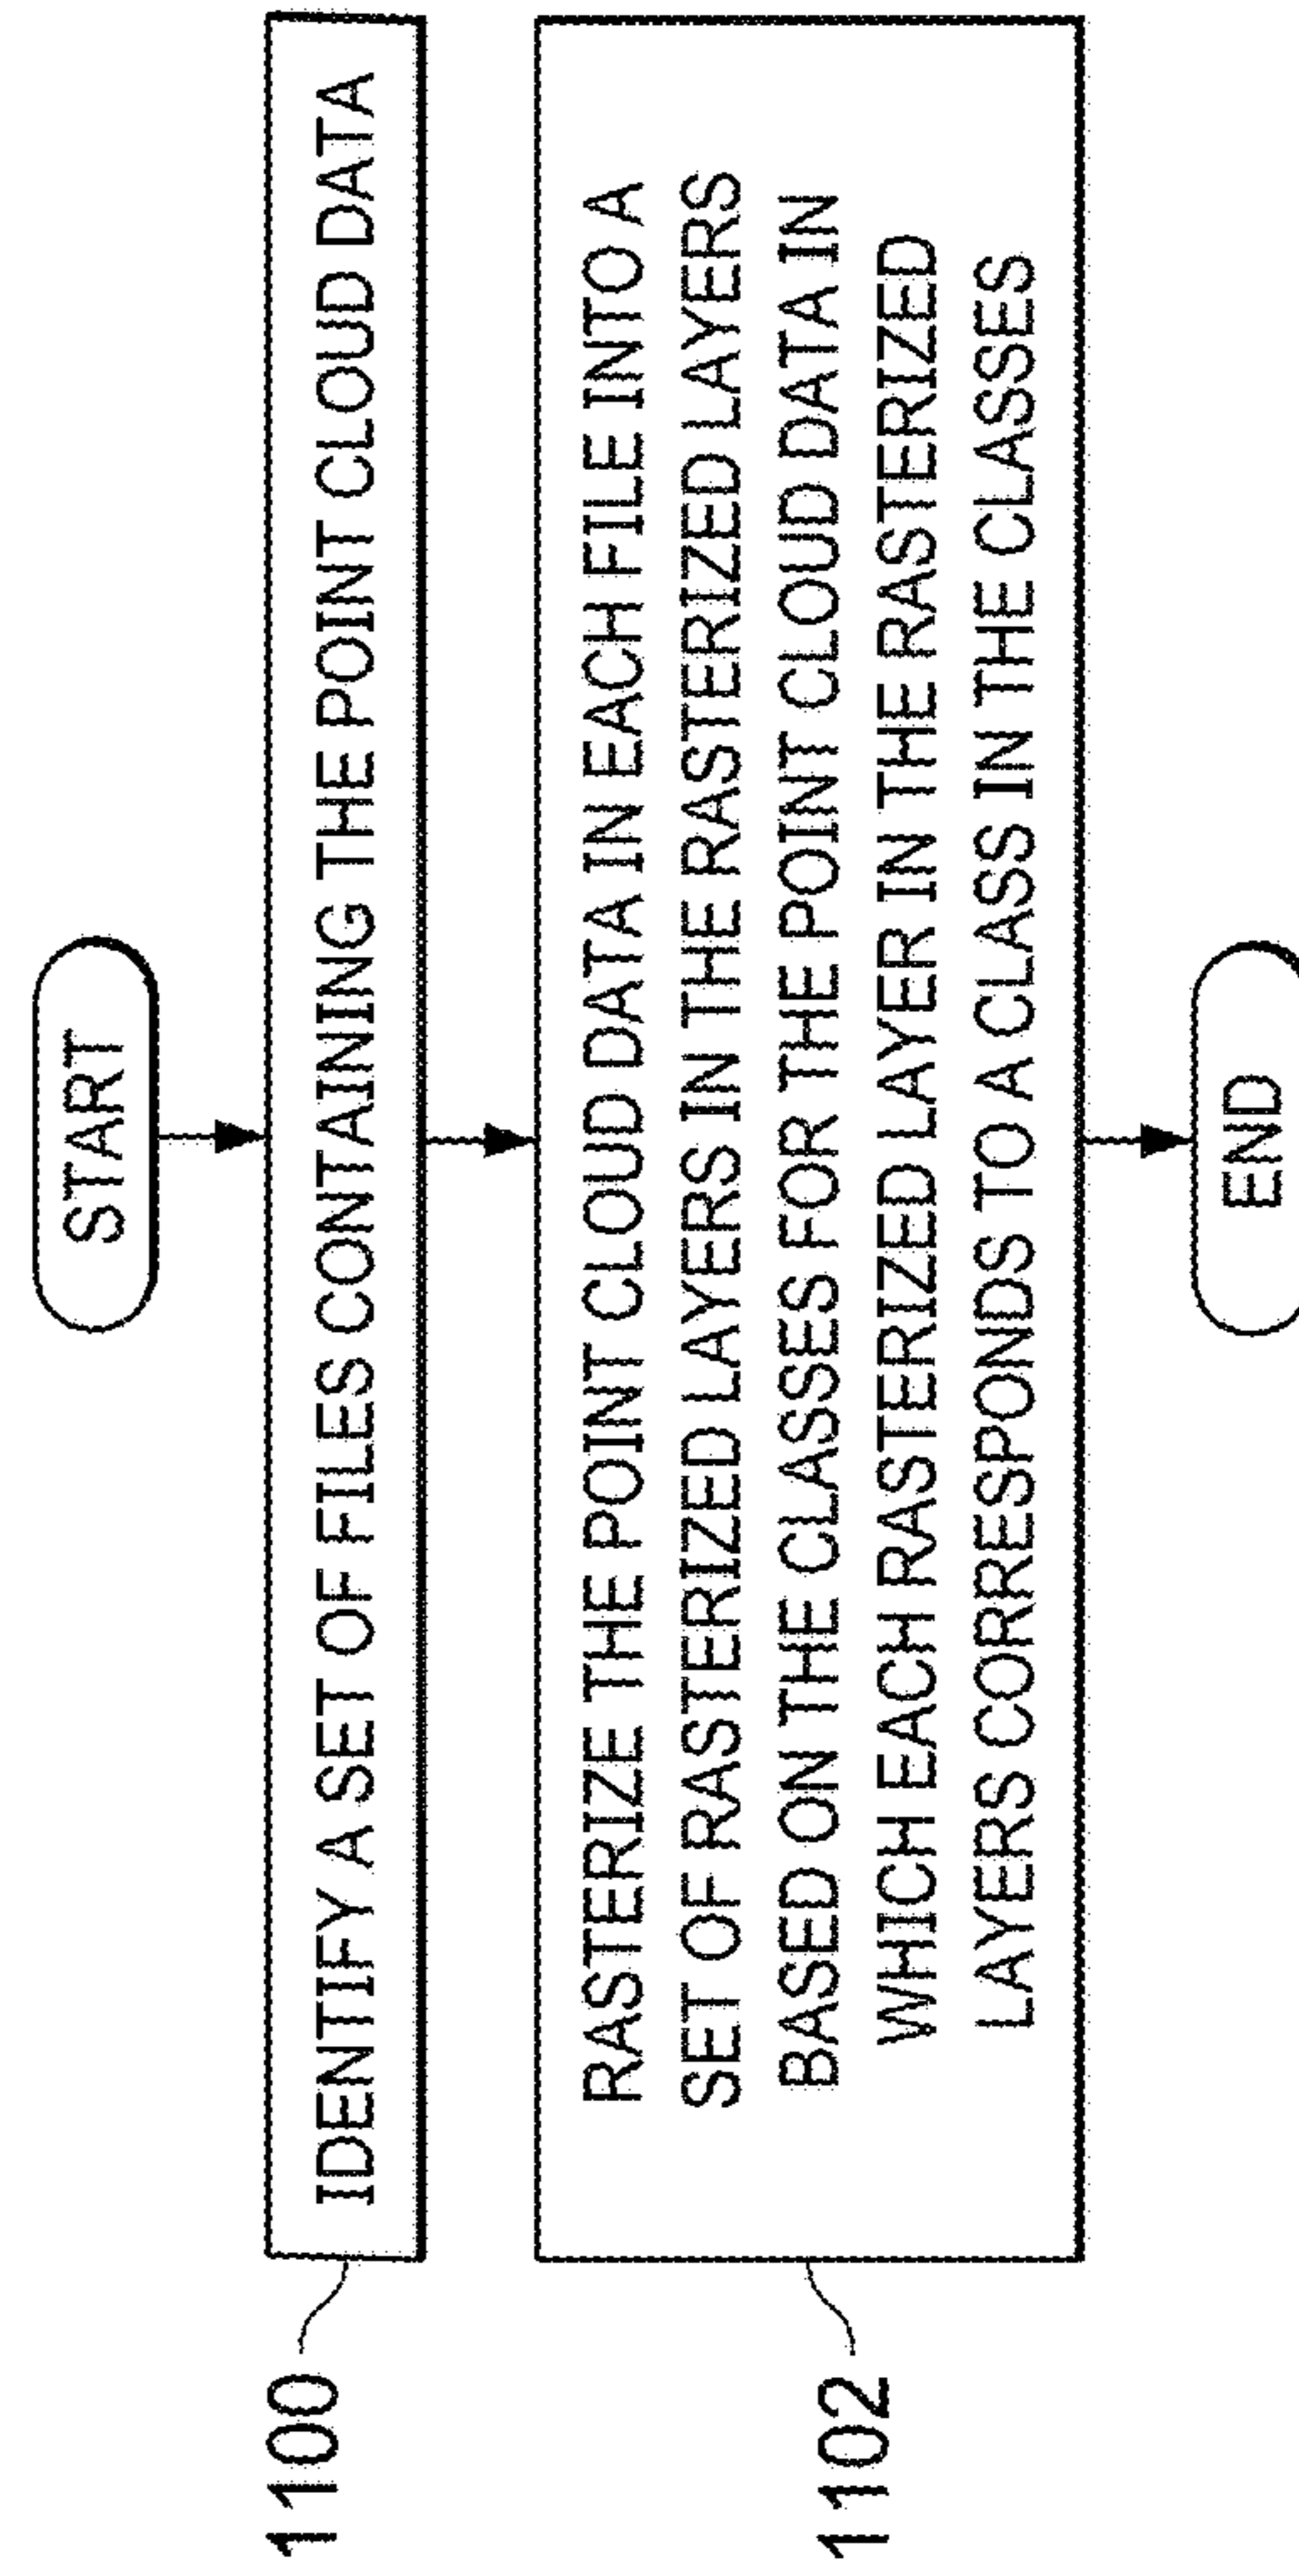 START
1100
IDENTIFY A SET OF FILES CONTAINING THE POINT CLOUD DATA
1102
RASTERIZE THE POINT CLOUD DATA IN EACH FILE INTO A
SET OF RASTERIZED LAYERS IN THE RASTERIZED LAYERS
BASED ON THE CLASSES FOR THE POINT CLOUD DATA IN
WHICH EACH RASTERIZED LAYER IN THE RASTERIZED
LAYERS CORRESPONDS TO A CLASS IN THE CLASSES
END